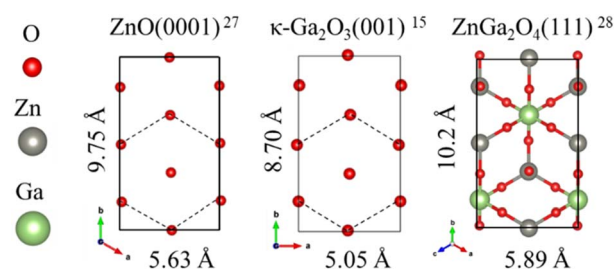 O
Zn
Ga
ZnO(0001) 27
9.75 Å
b
a
5.63 Å
κ-Ga2O3(001) 15
8.70 Å
b
a
5.05 Å
ZnGa2O4(111) 28
10.2 Å
b
c
a
5.89 Å